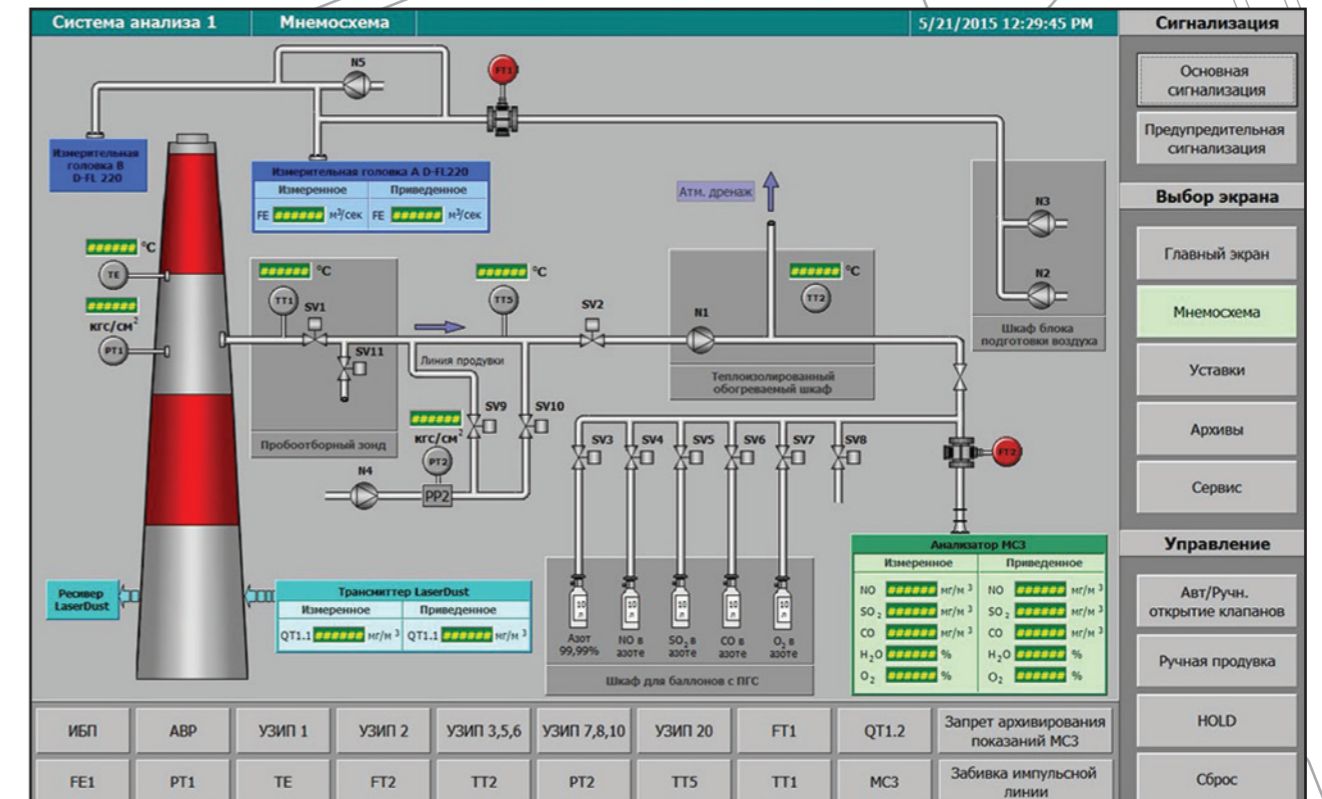 Система анализа 1
Мнемосхема
5/21/2015 12:29:45 PM
Сигнализация
Основная
сигнализация
Предупредительная
сигнализация
Выбор экрана
Главный экран
Мнемосхема
Уставки
Архивы
Сервис
Управление
Авт/Ручн.
открытие клапанов
Ручная продувка
HOLD
Сброс
N5
FT1
Измерительная
головка В
D-FL 220
Измерительная головка А D-FL220
Измеренное
Приведенное
FE ###### м³/сек
FE ###### м³/сек
Атм. дренаж
N3
N2
Шкаф блока
подготовки воздуха
###### °C
TE
###### кгс/см²
PT1
###### °C
TT1
SV1
SV11
Пробоотборный зонд
###### °C
TT5
SV2
Линия продувки
N1
###### °C
TT2
Теплоизолированный
обогреваемый шкаф
SV9
SV10
###### кгс/см²
PT2
PP2
N4
SV3
SV4
SV5
SV6
SV7
SV8
FT2
10 л
10 л
10 л
10 л
10 л
Азот
99,99%
NO в
азоте
SO₂ в
азоте
CO в
азоте
O₂ в
азоте
Шкаф для баллонов с ПГС
Анализатор МС3
Измеренное
Приведенное
NO ###### мг/м³
NO ###### мг/м³
SO₂ ###### мг/м³
SO₂ ###### мг/м³
CO ###### мг/м³
CO ###### мг/м³
H₂O ###### %
H₂O ###### %
O₂ ###### %
O₂ ###### %
Ресивер
LaserDust
Трансмиттер LaserDust
Измеренное
Приведенное
QT1.1 ###### мг/м³
QT1.1 ###### мг/м³
ИБП
АВР
УЗИП 1
УЗИП 2
УЗИП 3,5,6
УЗИП 7,8,10
УЗИП 20
FT1
QT1.2
Запрет архивирования
показаний МС3
FE1
PT1
TE
FT2
TT2
PT2
TT5
TT1
МС3
Забивка импульсной
линии